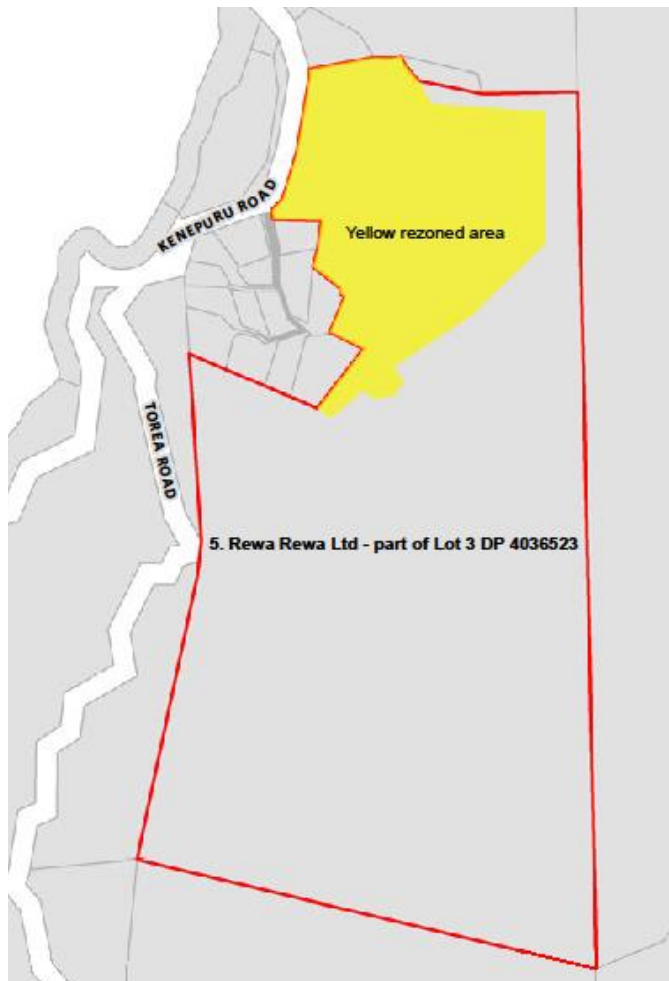 KENEPURU ROAD
Yellow rezoned area
TOREA ROAD
5. Rewa Rewa Ltd - part of Lot 3 DP 4036523